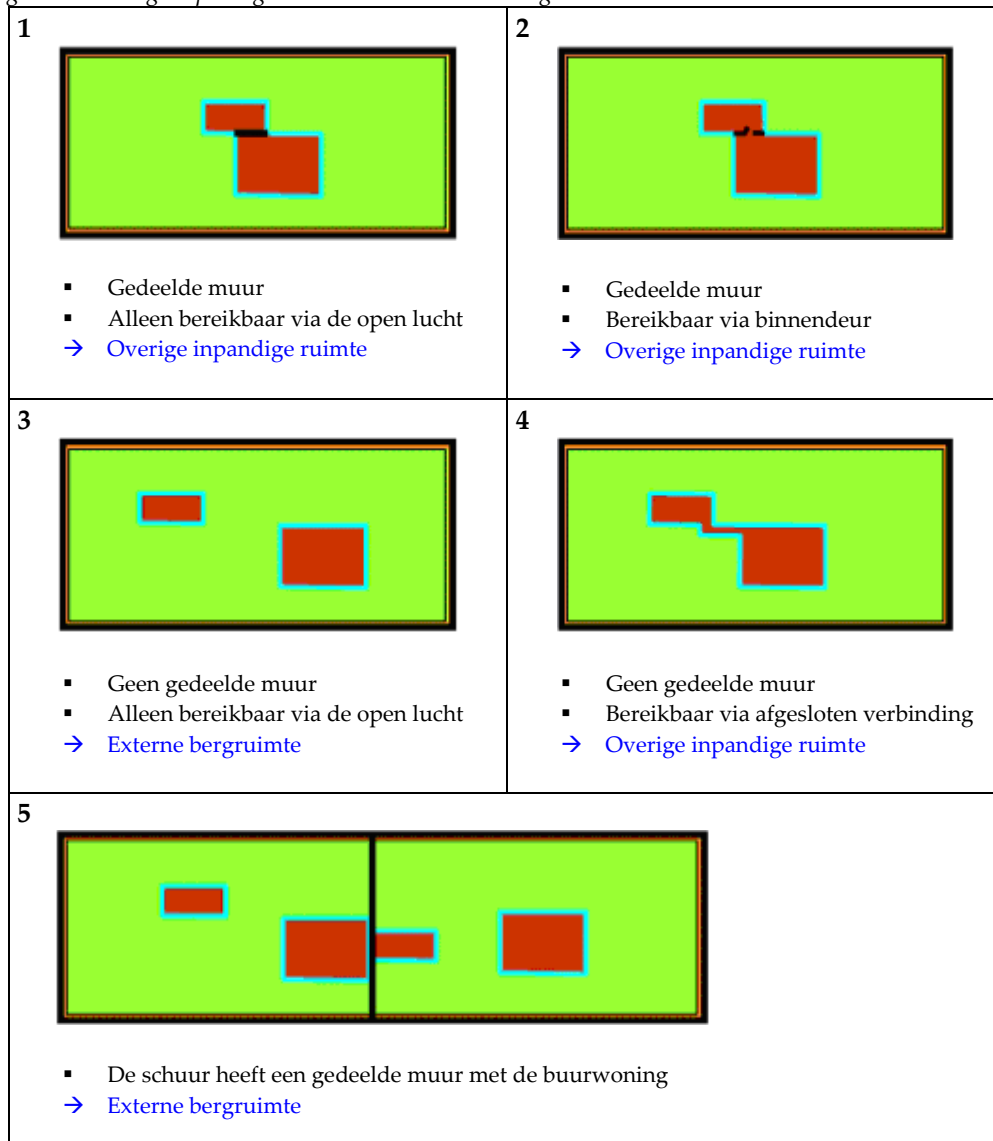 1
▪ Gedeelde muur
▪ Alleen bereikbaar via de open lucht
→ Overige inpandige ruimte
2
▪ Gedeelde muur
▪ Bereikbaar via binnendeur
→ Overige inpandige ruimte
3
▪ Geen gedeelde muur
▪ Alleen bereikbaar via de open lucht
→ Externe bergruimte
4
▪ Geen gedeelde muur
▪ Bereikbaar via afgesloten verbinding
→ Overige inpandige ruimte
5
▪ De schuur heeft een gedeelde muur met de buurwoning
→ Externe bergruimte